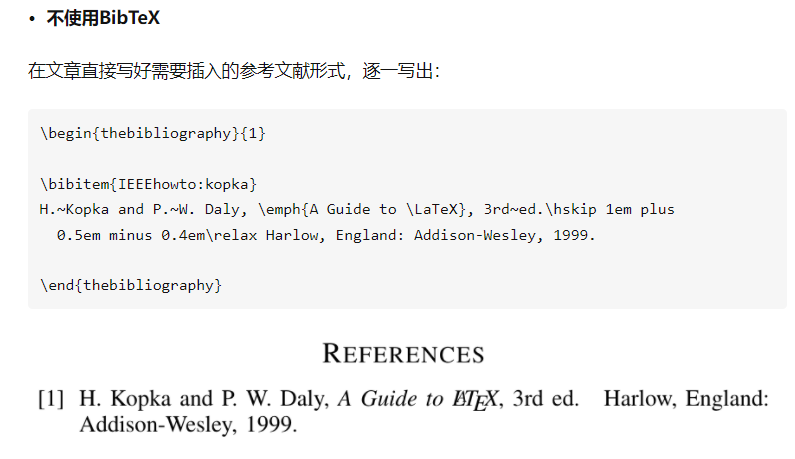 • 不使用BibTeX
在文章直接写好需要插入的参考文献形式，逐一写出：
\begin{thebibliography}{1}
\bibitem{IEEEhowto:kopka}
H.~Kopka and P.~W. Daly, \emph{A Guide to \LaTeX}, 3rd~ed.\hskip 1em plus
  0.5em minus 0.4em\relax Harlow, England: Addison-Wesley, 1999.
\end{thebibliography}
REFERENCES
[1] H. Kopka and P. W. Daly, A Guide to LATEX, 3rd ed. Harlow, England:
Addison-Wesley, 1999.